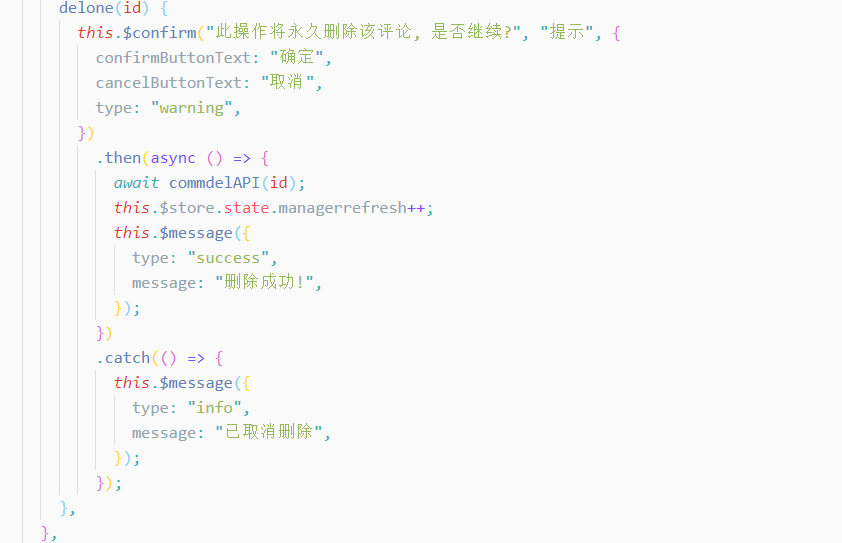 delone(id) {
this.$confirm("此操作将永久删除该评论, 是否继续?", "提示", {
confirmButtonText: "确定",
cancelButtonText: "取消",
type: "warning",
})
.then(async () => {
await commdelAPI(id);
this.$store.state.managerrefresh++;
this.$message({
type: "success",
message: "删除成功!",
});
})
.catch(() => {
this.$message({
type: "info",
message: "已取消删除",
});
});
},
},